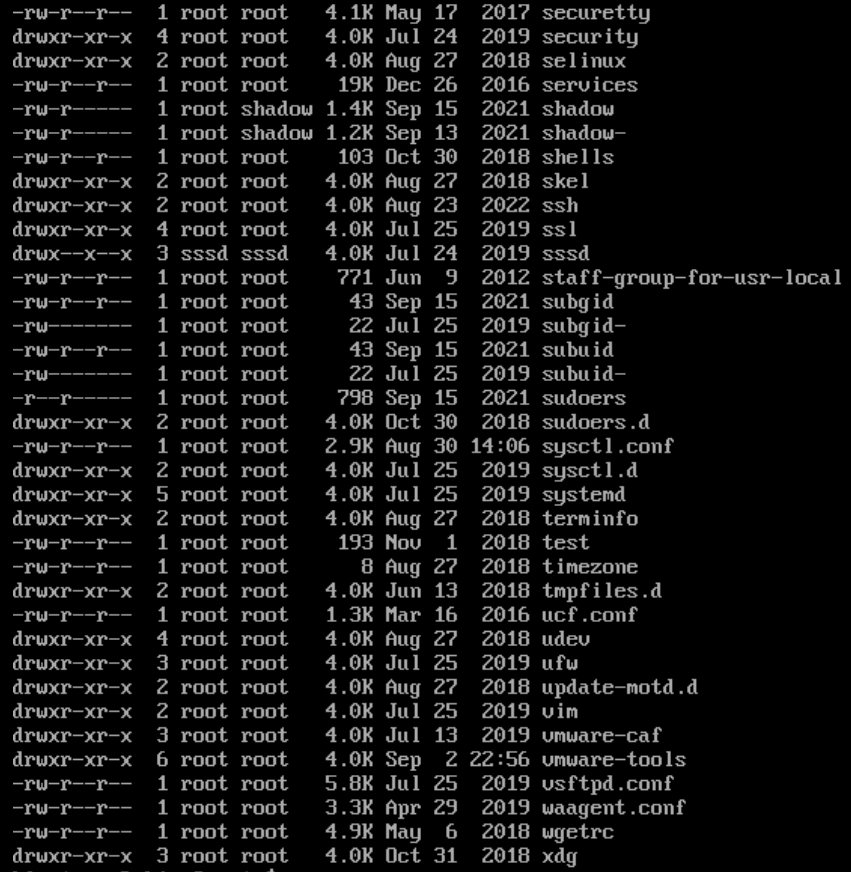 -rw-r--r--  1 root root   4.1K May 17  2017 securetty
drwxr-xr-x  4 root root   4.0K Jul 24  2019 security
drwxr-xr-x  2 root root   4.0K Aug 27  2018 selinux
-rw-r--r--  1 root root    19K Dec 26  2016 services
-rw-r-----  1 root shadow 1.4K Sep 15  2021 shadow
-rw-r-----  1 root shadow 1.2K Sep 13  2021 shadow-
-rw-r--r--  1 root root    103 Oct 30  2018 shells
drwxr-xr-x  2 root root   4.0K Aug 27  2018 skel
drwxr-xr-x  2 root root   4.0K Aug 23  2022 ssh
drwxr-xr-x  4 root root   4.0K Jul 25  2019 ssl
drwx--x--x  3 sssd sssd   4.0K Jul 24  2019 sssd
-rw-r--r--  1 root root    771 Jun  9  2012 staff-group-for-usr-local
-rw-r--r--  1 root root     43 Sep 15  2021 subgid
-rw-------  1 root root     22 Jul 25  2019 subgid-
-rw-r--r--  1 root root     43 Sep 15  2021 subuid
-rw-------  1 root root     22 Jul 25  2019 subuid-
-r--r-----  1 root root    798 Sep 15  2021 sudoers
drwxr-xr-x  2 root root   4.0K Oct 30  2018 sudoers.d
-rw-r--r--  1 root root   2.9K Aug 30 14:06 sysctl.conf
drwxr-xr-x  2 root root   4.0K Jul 25  2019 sysctl.d
drwxr-xr-x  5 root root   4.0K Jul 25  2019 systemd
drwxr-xr-x  2 root root   4.0K Aug 27  2018 terminfo
-rw-r--r--  1 root root    193 Nov  1  2018 test
-rw-r--r--  1 root root      8 Aug 27  2018 timezone
drwxr-xr-x  2 root root   4.0K Jun 13  2018 tmpfiles.d
-rw-r--r--  1 root root   1.3K Mar 16  2016 ucf.conf
drwxr-xr-x  4 root root   4.0K Aug 27  2018 udev
drwxr-xr-x  3 root root   4.0K Jul 25  2019 ufw
drwxr-xr-x  2 root root   4.0K Aug 27  2018 update-motd.d
drwxr-xr-x  2 root root   4.0K Jul 25  2019 vim
drwxr-xr-x  3 root root   4.0K Jul 13  2019 vmware-caf
drwxr-xr-x  6 root root   4.0K Sep  2 22:56 vmware-tools
-rw-r--r--  1 root root   5.8K Jul 25  2019 vsftpd.conf
-rw-r--r--  1 root root   3.3K Apr 29  2019 waagent.conf
-rw-r--r--  1 root root   4.9K May  6  2018 wgetrc
drwxr-xr-x  3 root root   4.0K Oct 31  2018 xdg